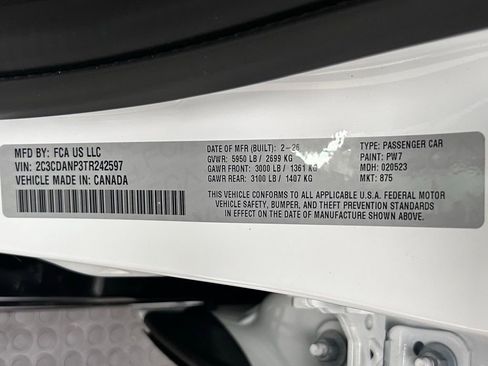 MFD BY: FCA US LLC
VIN: 2C3CDANP3TR242597
VEHICLE MADE IN: CANADA
DATE OF MFR (BUILT): 2-26
GVWR: 5950 LB / 2699 KG
GAWR FRONT: 3000 LB / 1361 KG
GAWR REAR: 3100 LB / 1407 KG
TYPE: PASSENGER CAR
PAINT: PW7
MDH: 020523
MKT: 875
THIS VEHICLE CONFORMS TO ALL APPLICABLE U.S.A. FEDERAL MOTOR
VEHICLE SAFETY, BUMPER, AND THEFT PREVENTION STANDARDS
IN EFFECT ON THE DATE OF MANUFACTURE SHOWN ABOVE.